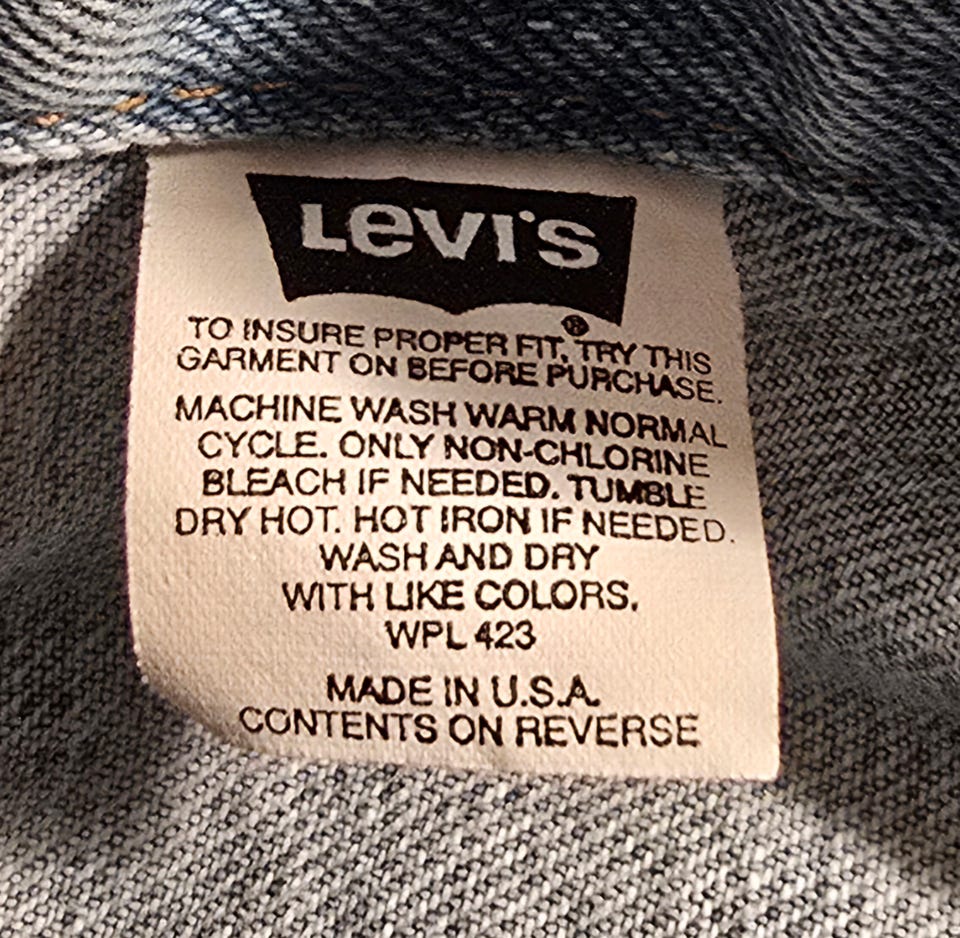 LEVI'S
®
TO INSURE PROPER FIT, TRY THIS
GARMENT ON BEFORE PURCHASE.
MACHINE WASH WARM NORMAL
CYCLE. ONLY NON-CHLORINE
BLEACH IF NEEDED. TUMBLE
DRY HOT. HOT IRON IF NEEDED.
WASH AND DRY
WITH LIKE COLORS.
WPL 423
MADE IN U.S.A.
CONTENTS ON REVERSE